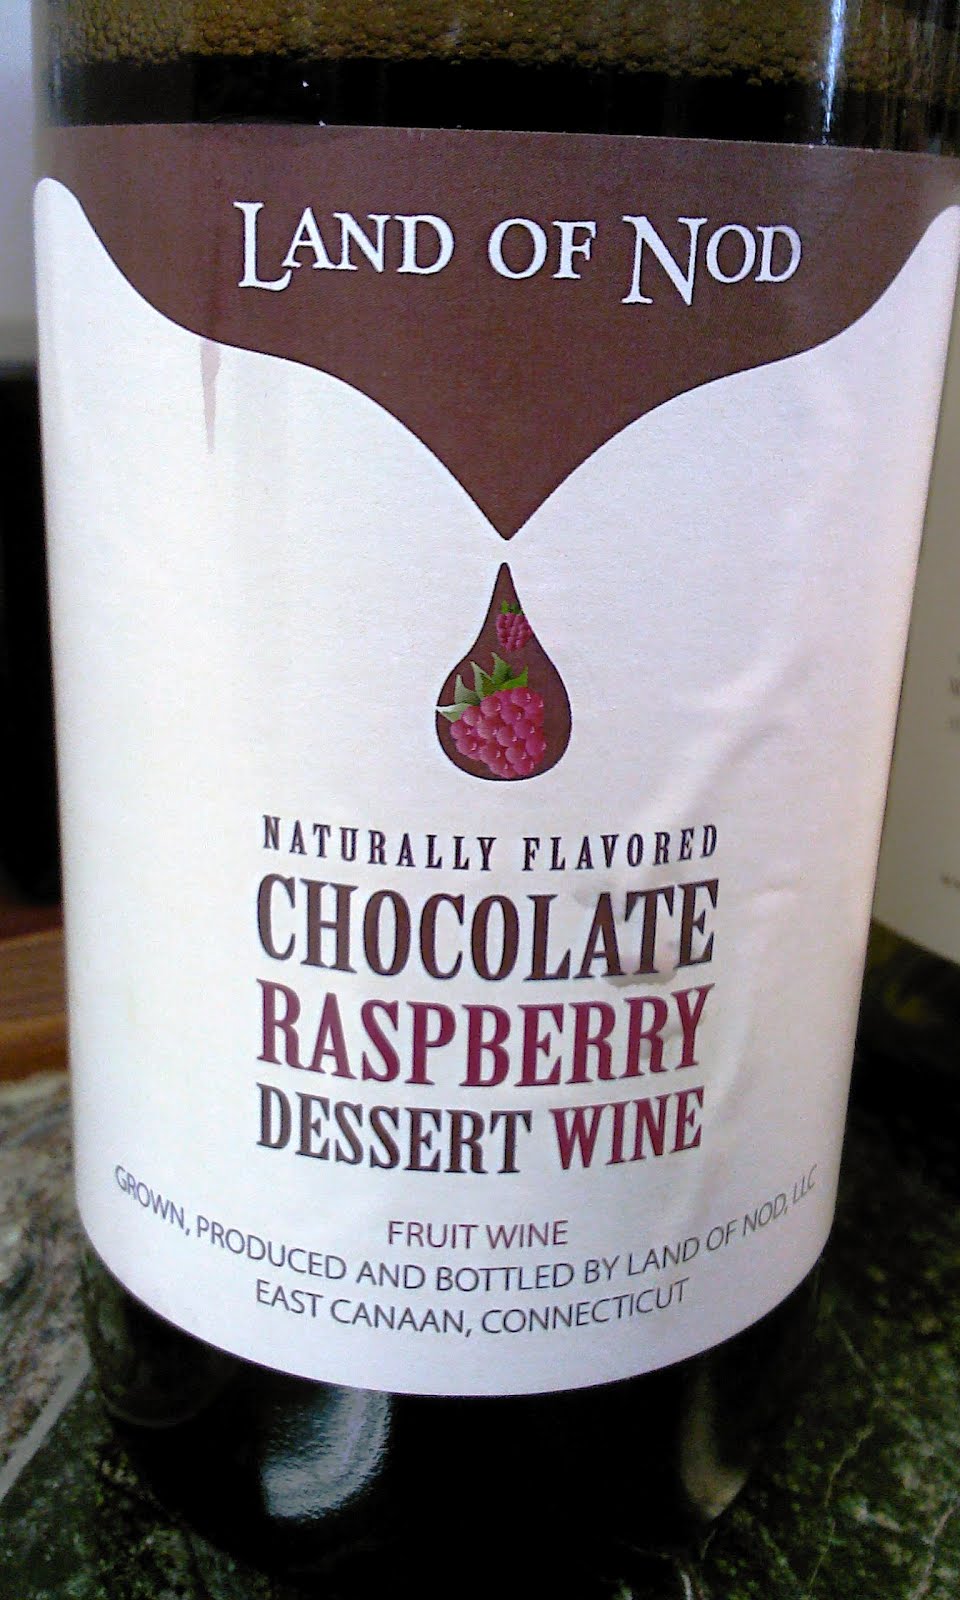 LAND OF NOD
NATURALLY FLAVORED
CHOCOLATE
RASPBERRY
DESSERT WINE
FRUIT WINE
GROWN, PRODUCED AND BOTTLED BY LAND OF NOD, LLC
EAST CANAAN, CONNECTICUT